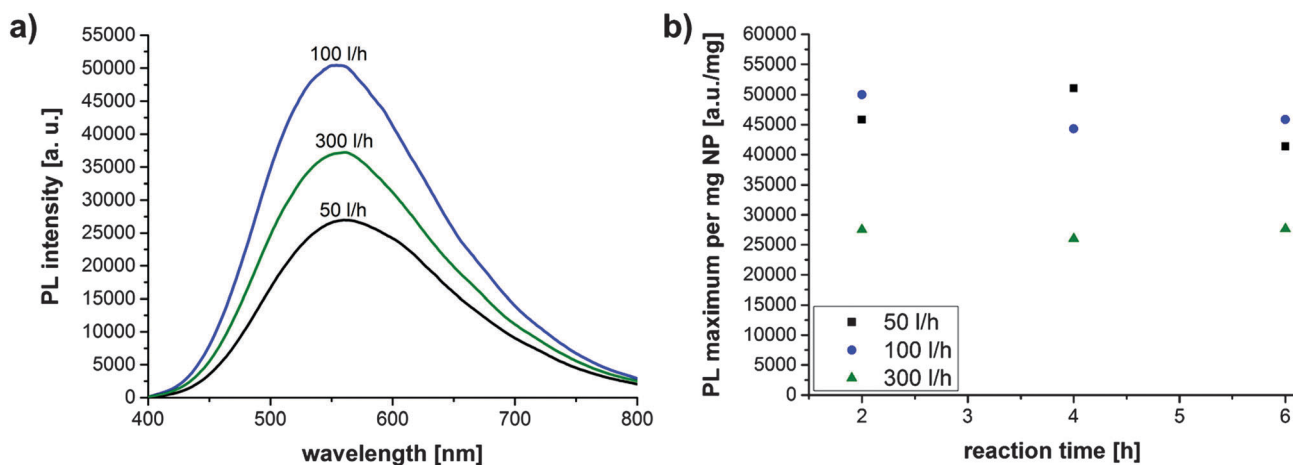 a)
PL intensity [a. u.]
55000
50000
45000
40000
35000
30000
25000
20000
15000
10000
5000
0
100 l/h
300 l/h
50 l/h
400 500 600 700 800
wavelength [nm]
b)
PL maximum per mg NP [a.u./mg]
60000
55000
50000
45000
40000
35000
30000
25000
20000
15000
10000
5000
0
50 l/h
100 l/h
300 l/h
2 3 4 5 6
reaction time [h]